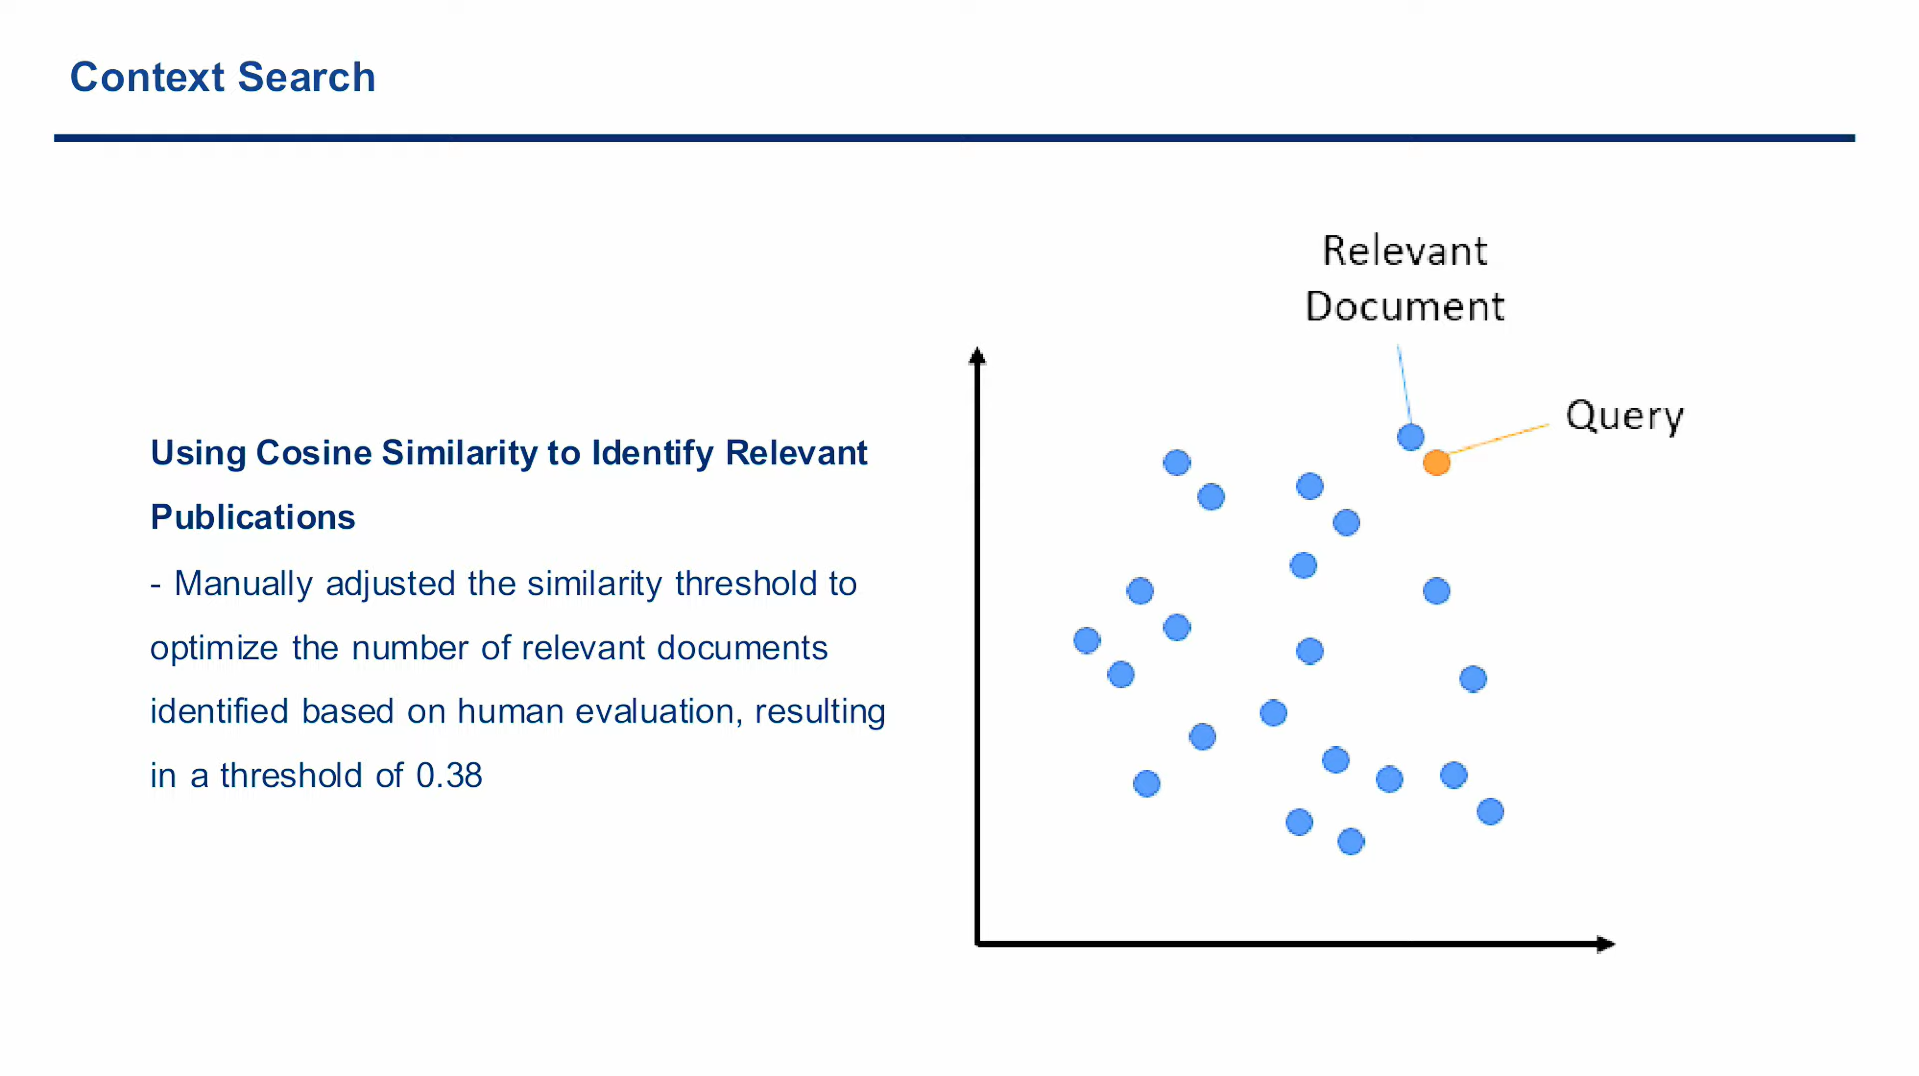 Context Search
Using Cosine Similarity to Identify Relevant
Publications
- Manually adjusted the similarity threshold to
optimize the number of relevant documents
identified based on human evaluation, resulting
in a threshold of 0.38
Relevant
Document
Query